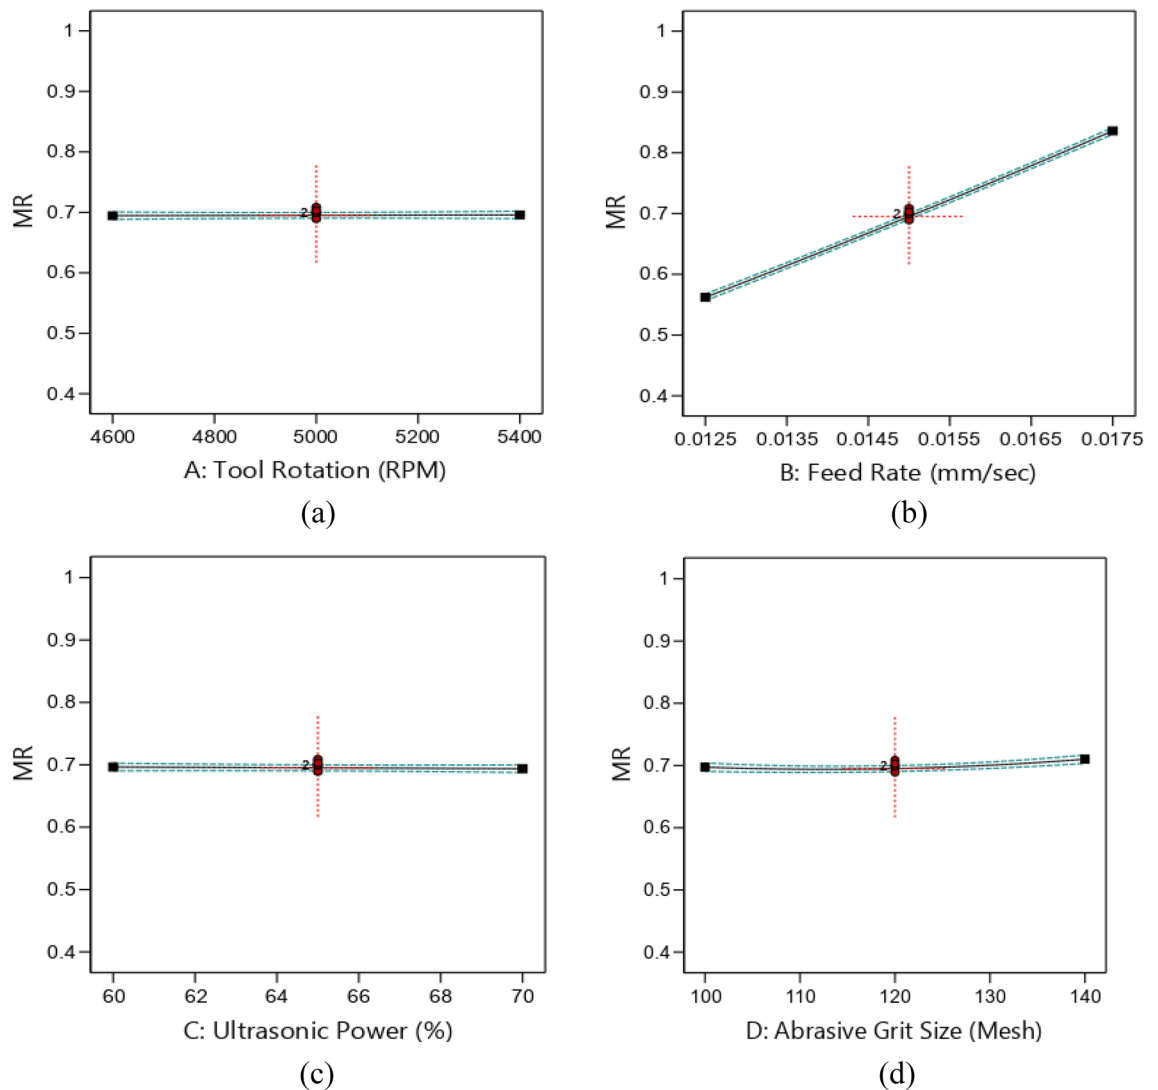 1
0.9
0.8
0.7
0.6
0.5
0.4
MR
2
4600 4800 5000 5200 5400
A: Tool Rotation (RPM)
(a)
1
0.9
0.8
0.7
0.6
0.5
0.4
MR
2
0.0125 0.0135 0.0145 0.0155 0.0165 0.0175
B: Feed Rate (mm/sec)
(b)
1
0.9
0.8
0.7
0.6
0.5
0.4
MR
2
60 62 64 66 68 70
C: Ultrasonic Power (%)
(c)
1
0.9
0.8
0.7
0.6
0.5
0.4
MR
2
100 110 120 130 140
D: Abrasive Grit Size (Mesh)
(d)